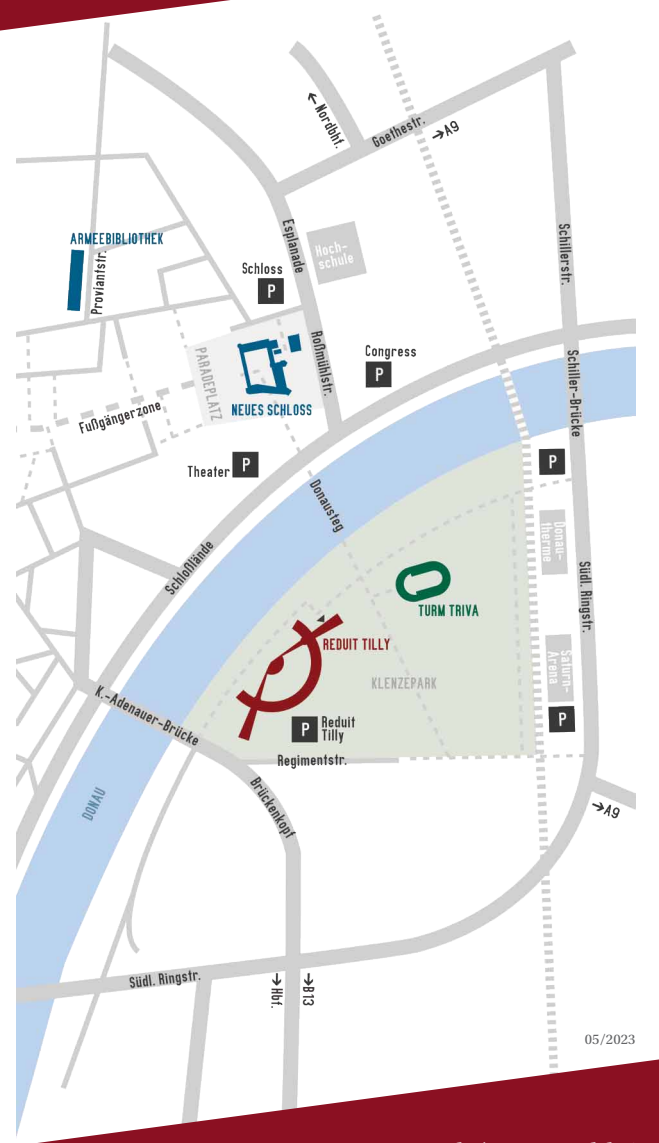 ← Nordbhf.
Goethestr.
→A9
ARMEEBIBLIOTHEK
Proviantstr.
Esplanade
Hoch-
schule
Schillerstr.
Schloss
P
PARADEPLATZ
Roßmühlstr.
Congress
P
Schiller-Brücke
NEUES SCHLOSS
Fußgängerzone
Theater P
P
Donausteg
Donau-
therme
Schloßlände
TURM TRIVA
Südl. Ringstr.
REDUIT TILLY
KLENZEPARK
Saturn-
Arena
P
K.-Adenauer-Brücke
P Reduit
Tilly
Regimentstr.
DONAU
Brückenkopf
→A9
Südl. Ringstr.
→Hbf.
→B13
05/2023